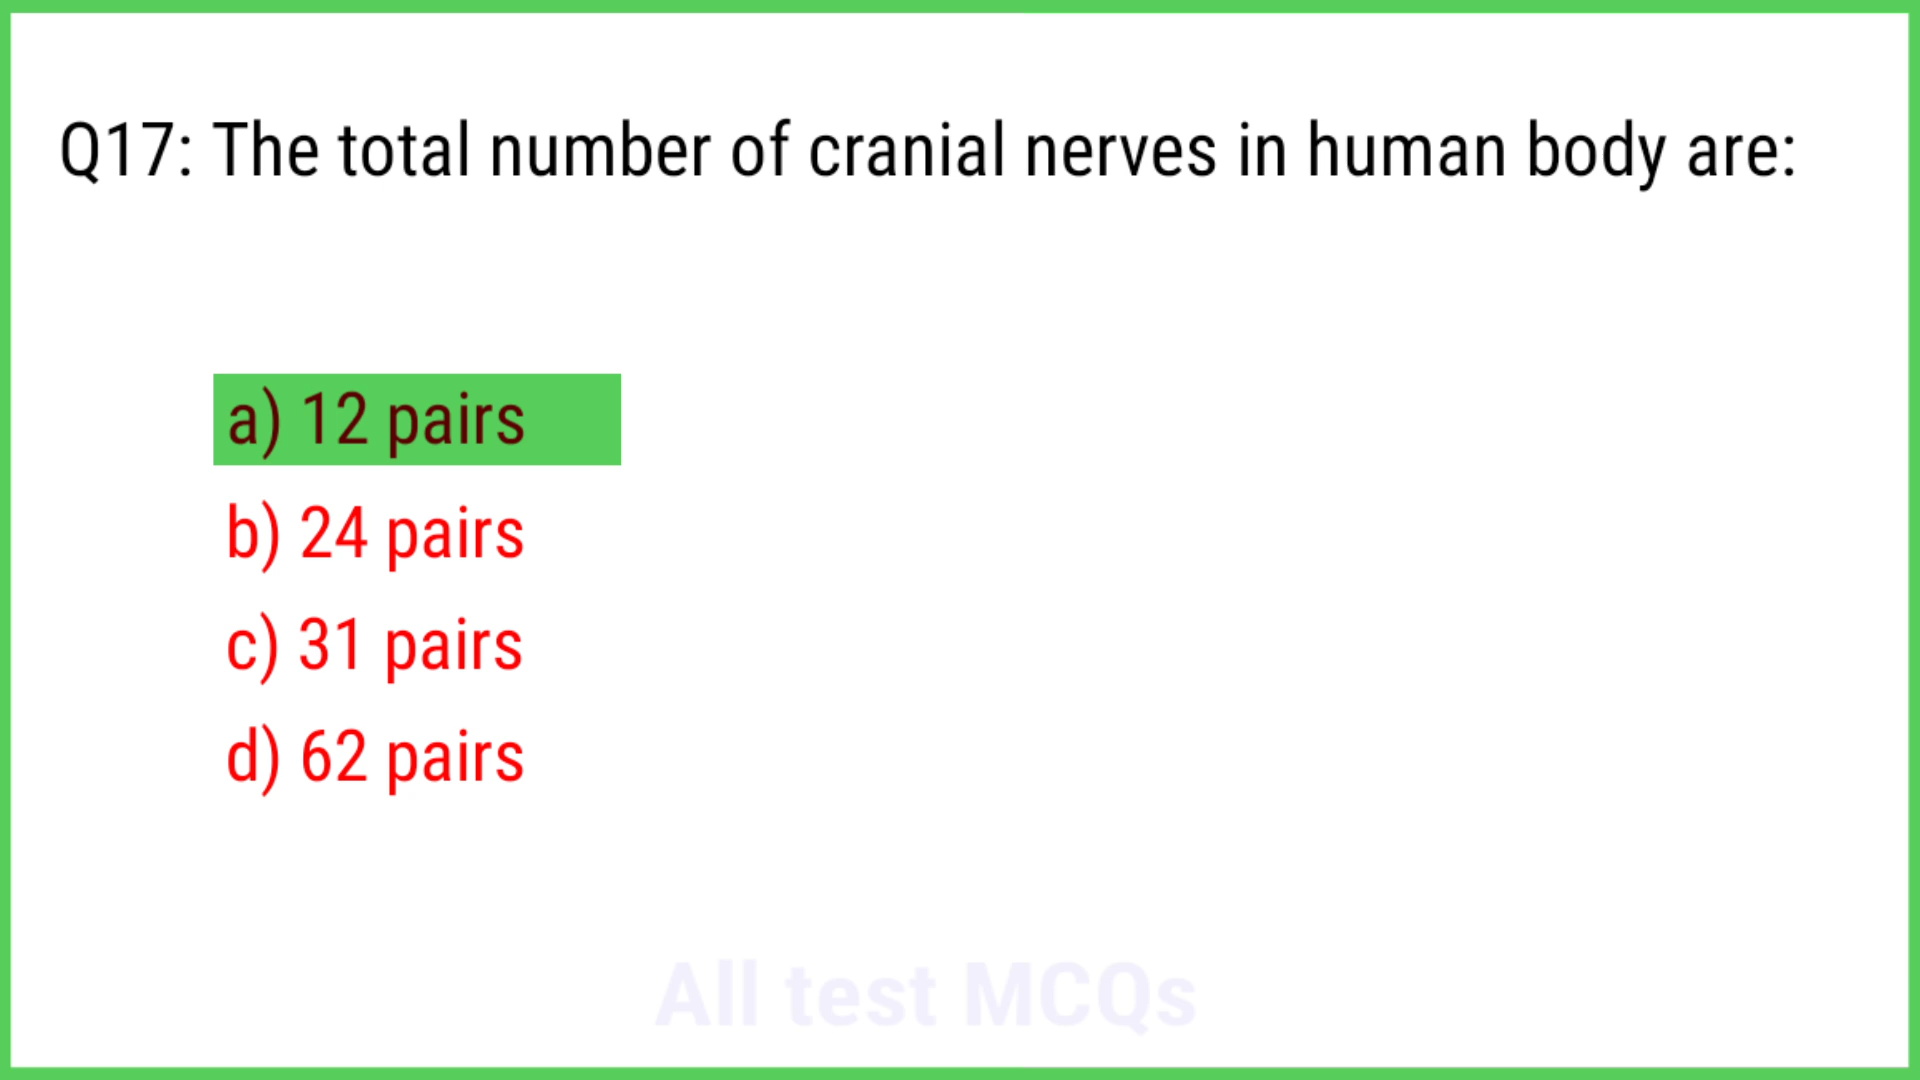 Q17: The total number of cranial nerves in human body are:
a) 12 pairs
b) 24 pairs
c) 31 pairs
d) 62 pairs
All test MCQs